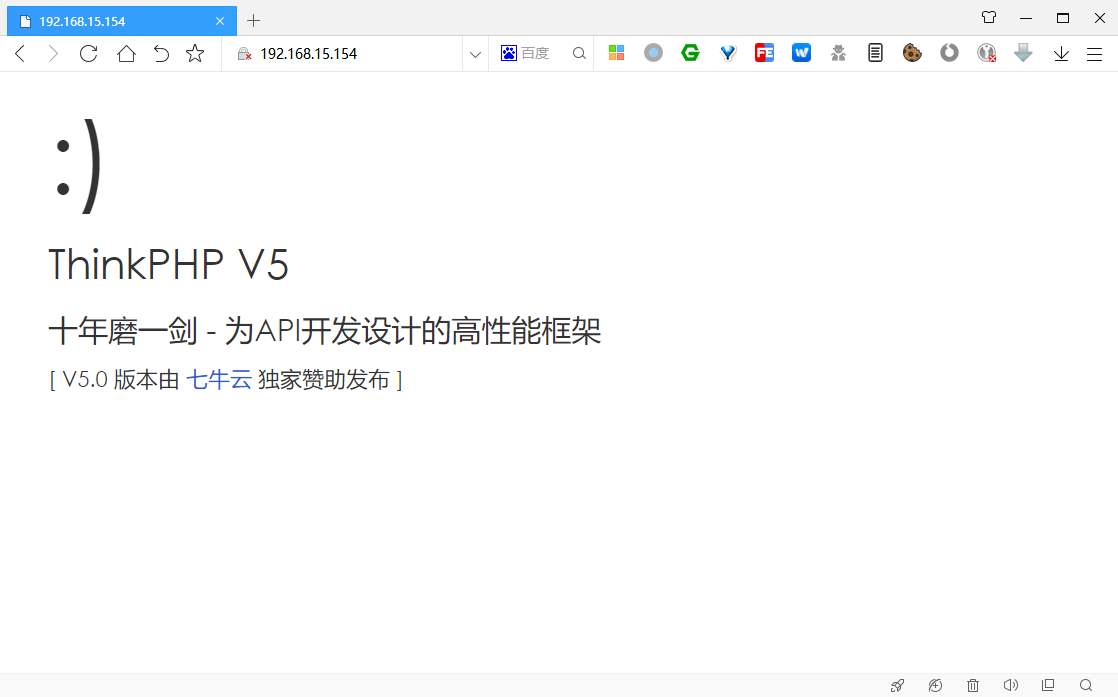 192.168.15.154
192.168.15.154
百度
:)
ThinkPHP V5
十年磨一剑 - 为API开发设计的高性能框架
[ V5.0 版本由 七牛云 独家赞助发布 ]